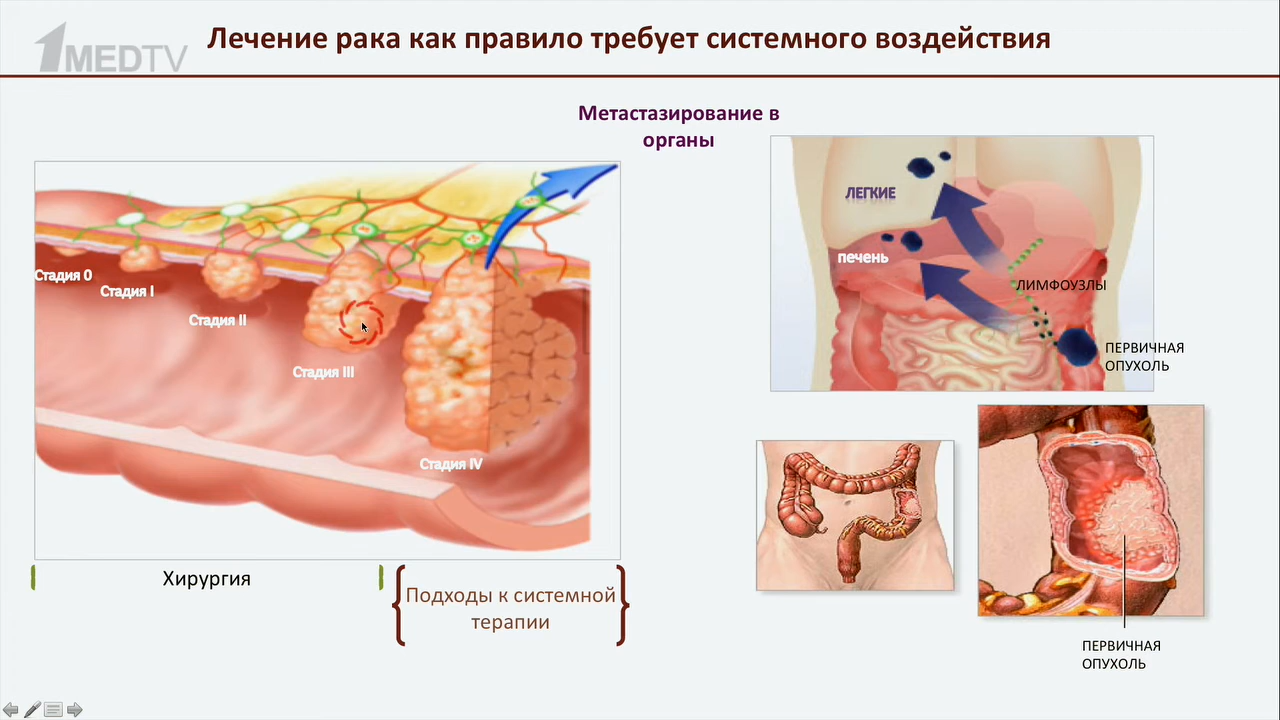 Лечение рака как правило требует системного воздействия
1MEDTV
Метастазирование в
органы
Стадия 0
Стадия I
Стадия II
Стадия III
Стадия IV
Хирургия
Подходы к системной
терапии
ЛЕГКИЕ
печень
ЛИМФОУЗЛЫ
ПЕРВИЧНАЯ
ОПУХОЛЬ
ПЕРВИЧНАЯ
ОПУХОЛЬ